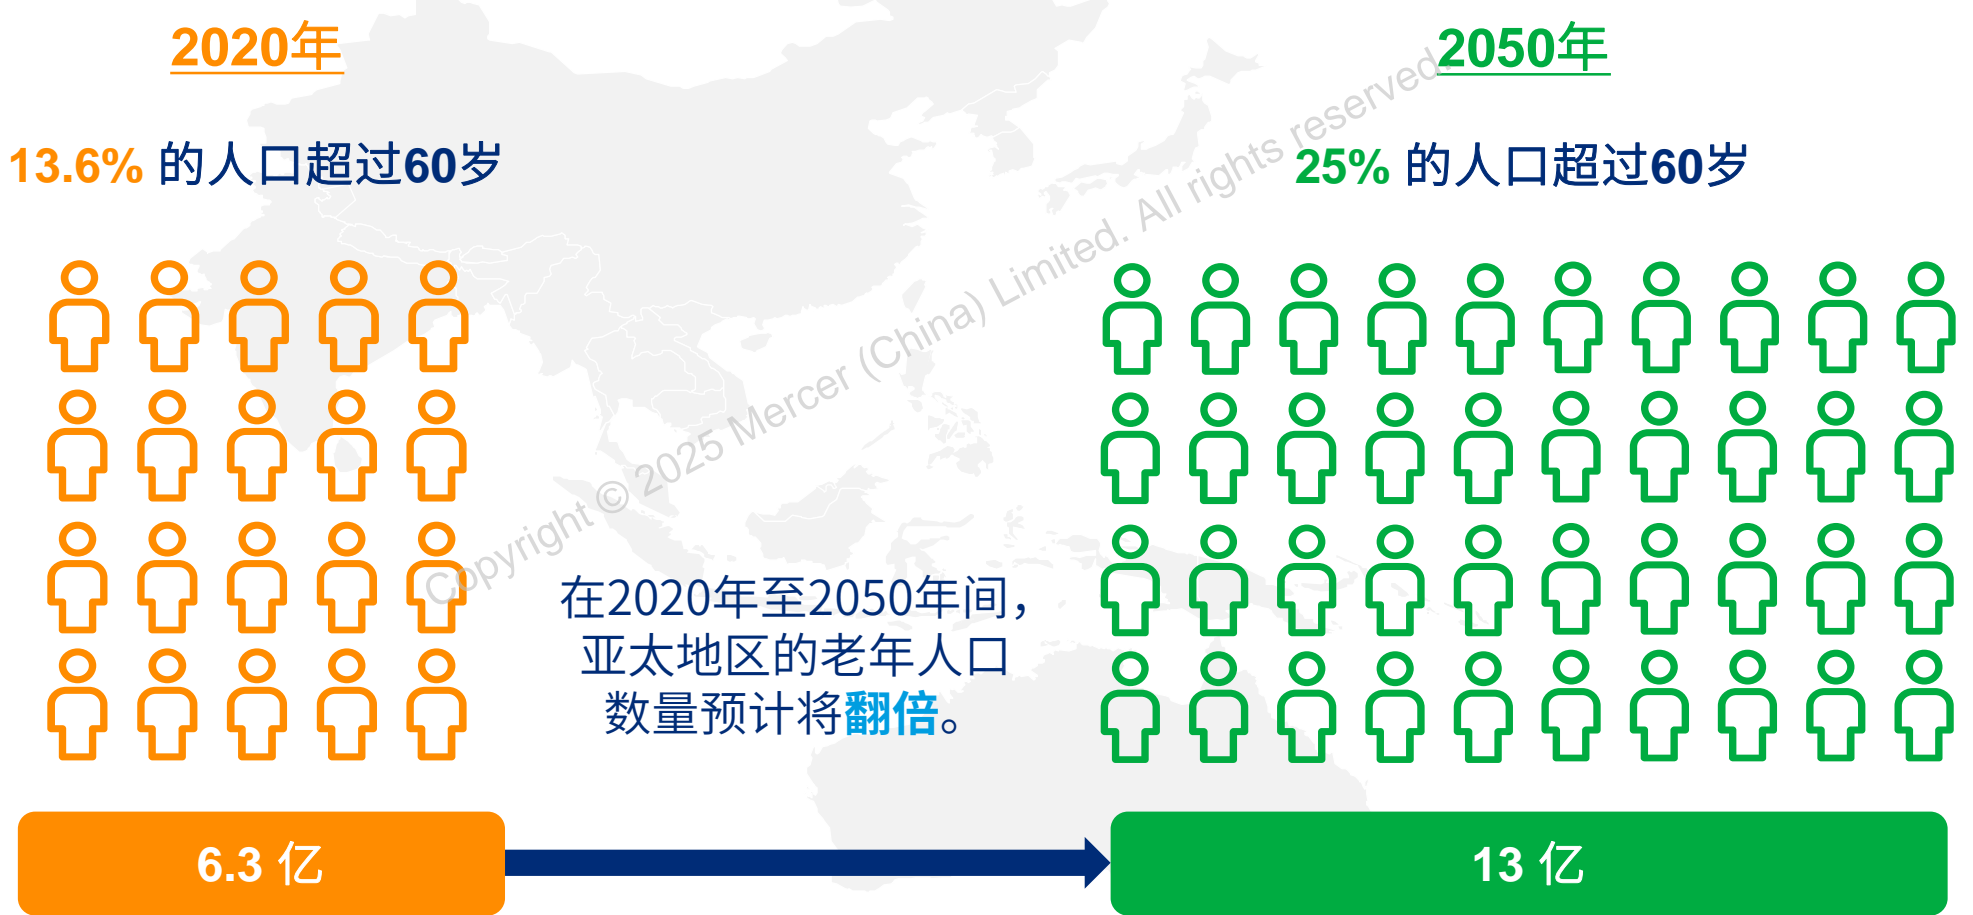 2020年
13.6% 的人口超过60岁
2050年
25% 的人口超过60岁
在2020年至2050年间，
亚太地区的老年人口
数量预计将翻倍。
6.3 亿
13 亿
Copyright © 2025 Mercer (China) Limited. All rights reserved.